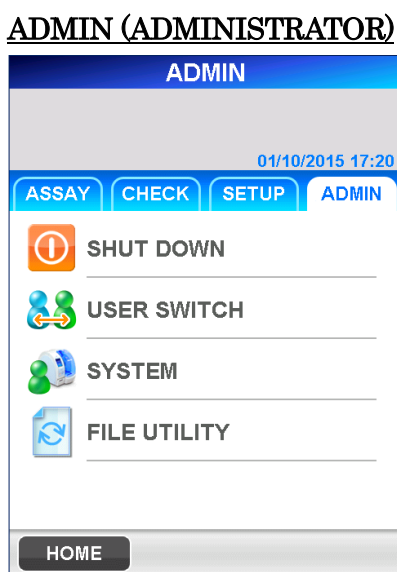 ADMIN (ADMINISTRATOR)
ADMIN
01/10/2015 17:20
ASSAY CHECK SETUP ADMIN
SHUT DOWN
USER SWITCH
SYSTEM
FILE UTILITY
HOME